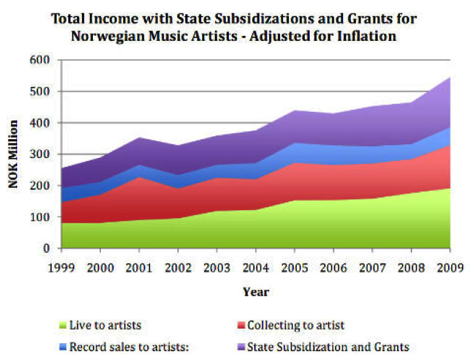 Total Income with State Subsidizations and Grants for
Norwegian Music Artists - Adjusted for Inflation
600
500
400
300
200
100
0
NOK Million
1999 2000 2001 2002 2003 2004 2005 2006 2007 2008 2009
Year
Live to artists
Collecting to artist
Record sales to artists:
State Subsidization and Grants